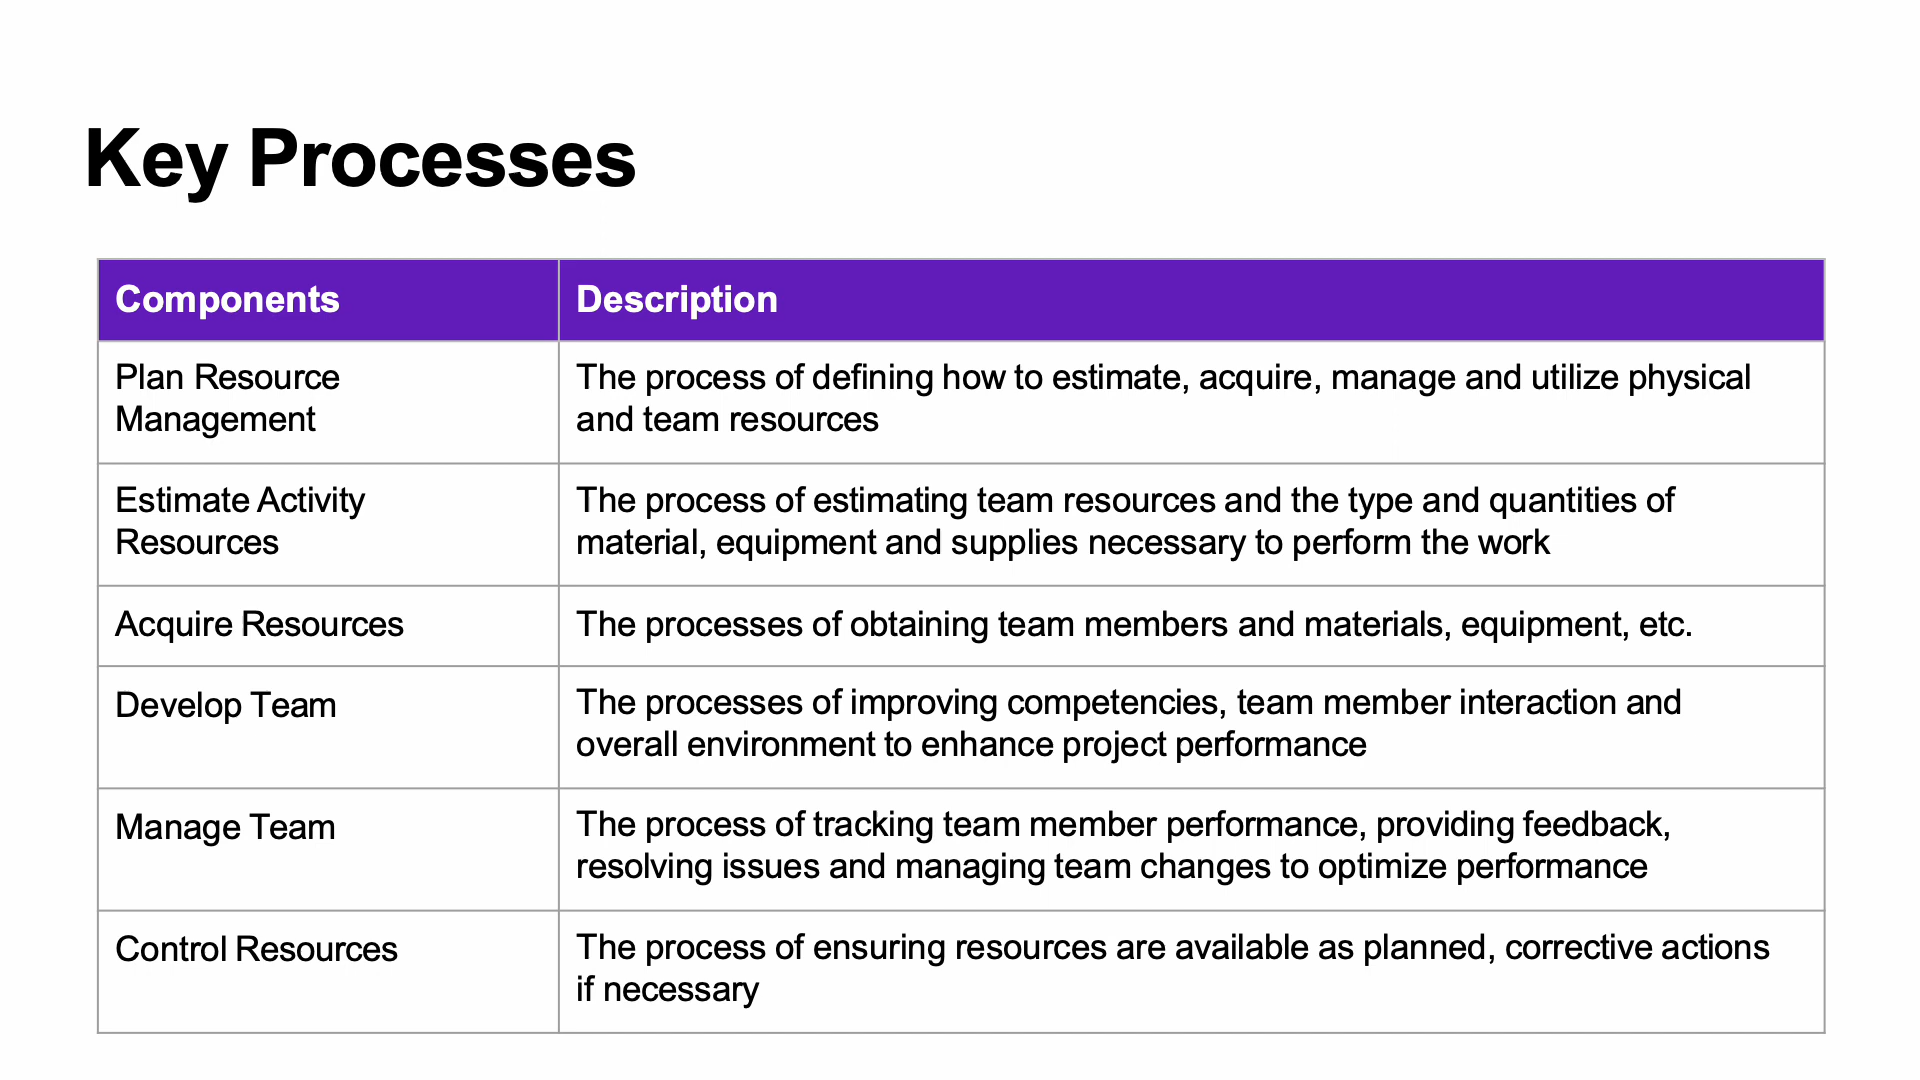 Key Processes
Components
Description
Plan Resource
Management
The process of defining how to estimate, acquire, manage and utilize physical
and team resources
Estimate Activity
Resources
The process of estimating team resources and the type and quantities of
material, equipment and supplies necessary to perform the work
Acquire Resources
The processes of obtaining team members and materials, equipment, etc.
Develop Team
The processes of improving competencies, team member interaction and
overall environment to enhance project performance
Manage Team
The process of tracking team member performance, providing feedback,
resolving issues and managing team changes to optimize performance
Control Resources
The process of ensuring resources are available as planned, corrective actions
if necessary